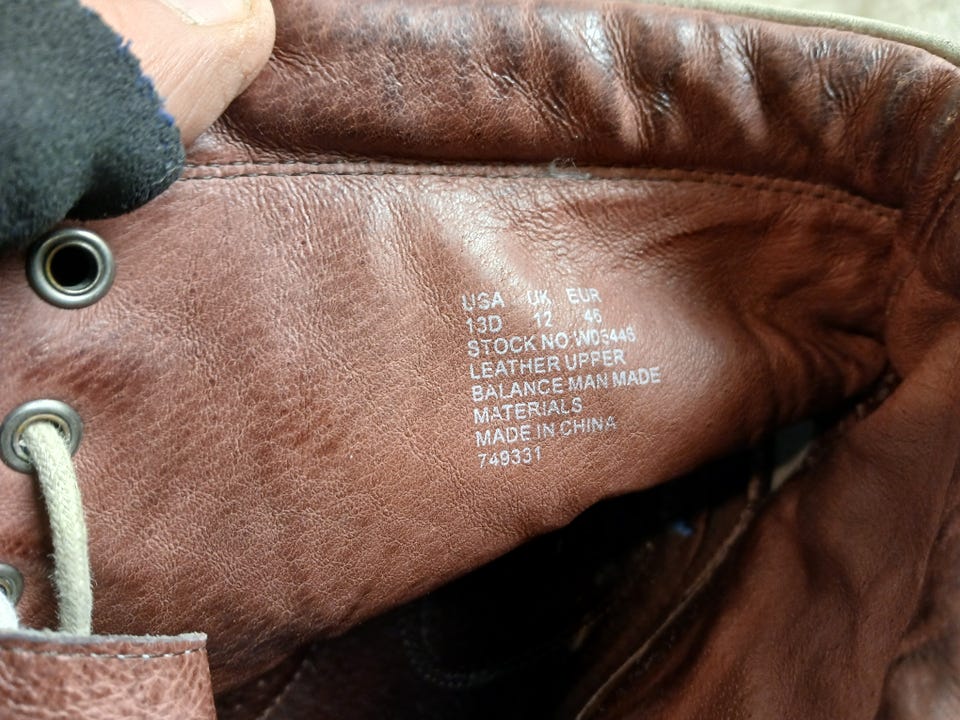 USA UK EUR
13D 12 46
STOCK NO:W05446
LEATHER UPPER
BALANCE MAN MADE
MATERIALS
MADE IN CHINA
749331